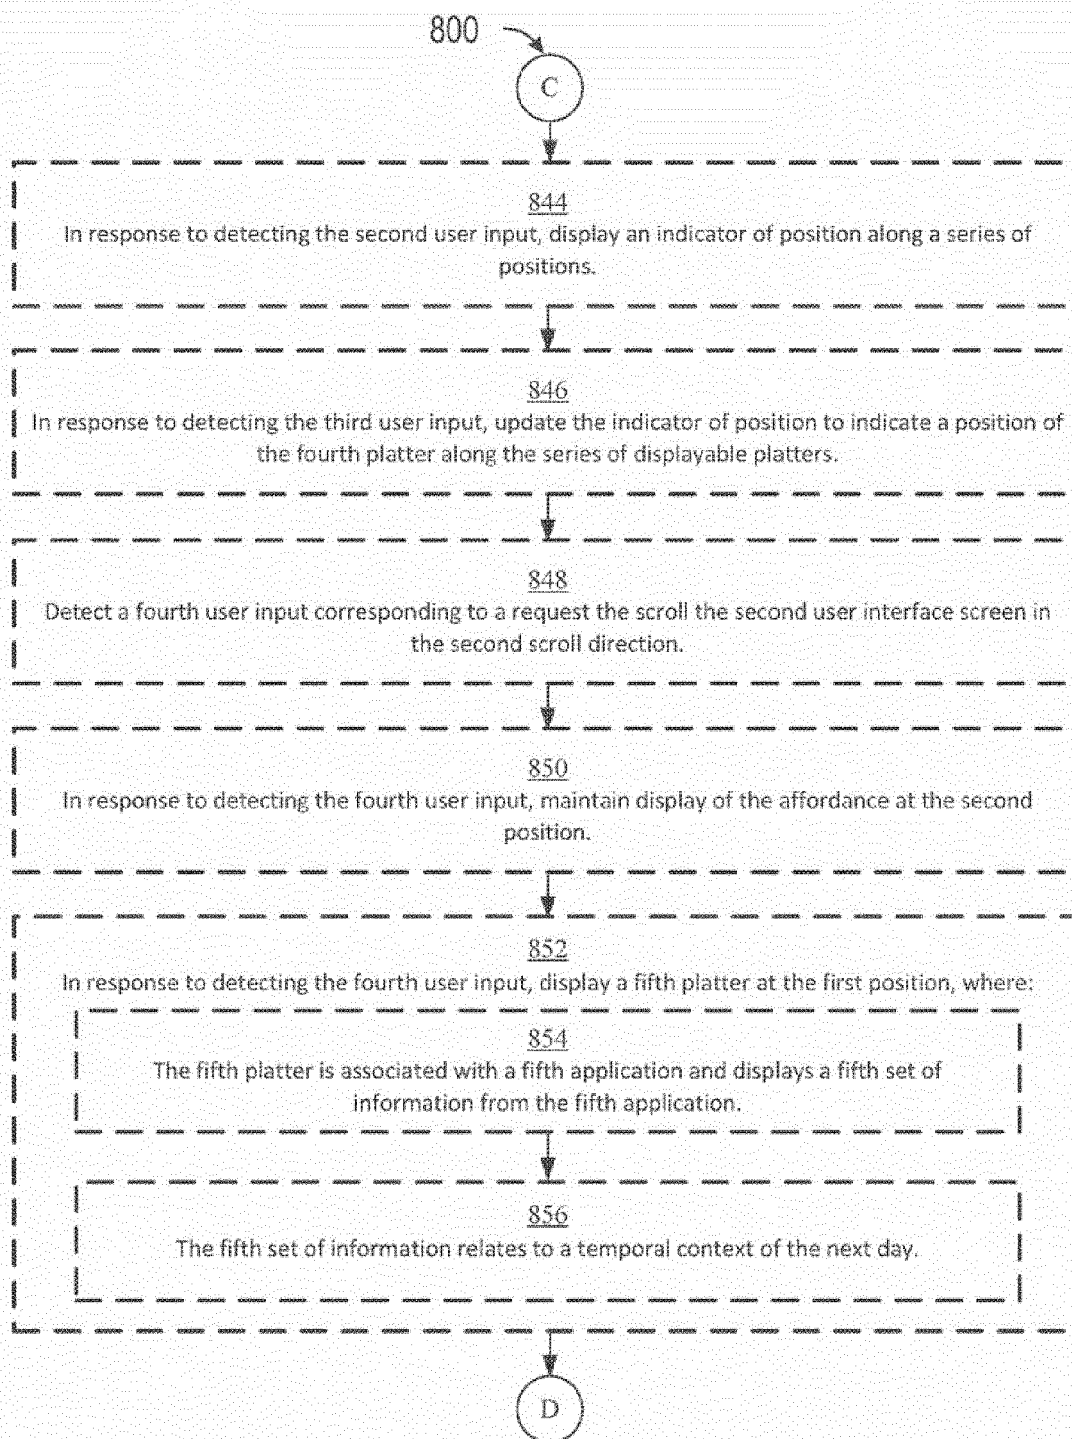 800
C
844
In response to detecting the second user input, display an indicator of position along a series of
positions.
846
In response to detecting the third user input, update the indicator of position to indicate a position of
the fourth platter along the series of displayable platters.
848
Detect a fourth user input corresponding to a request the scroll the second user interface screen in
the second scroll direction.
850
In response to detecting the fourth user input, maintain display of the affordance at the second
position.
852
In response to detecting the fourth user input, display a fifth platter at the first position, where:
854
The fifth platter is associated with a fifth application and displays a fifth set of
information from the fifth application.
856
The fifth set of information relates to a temporal context of the next day.
D